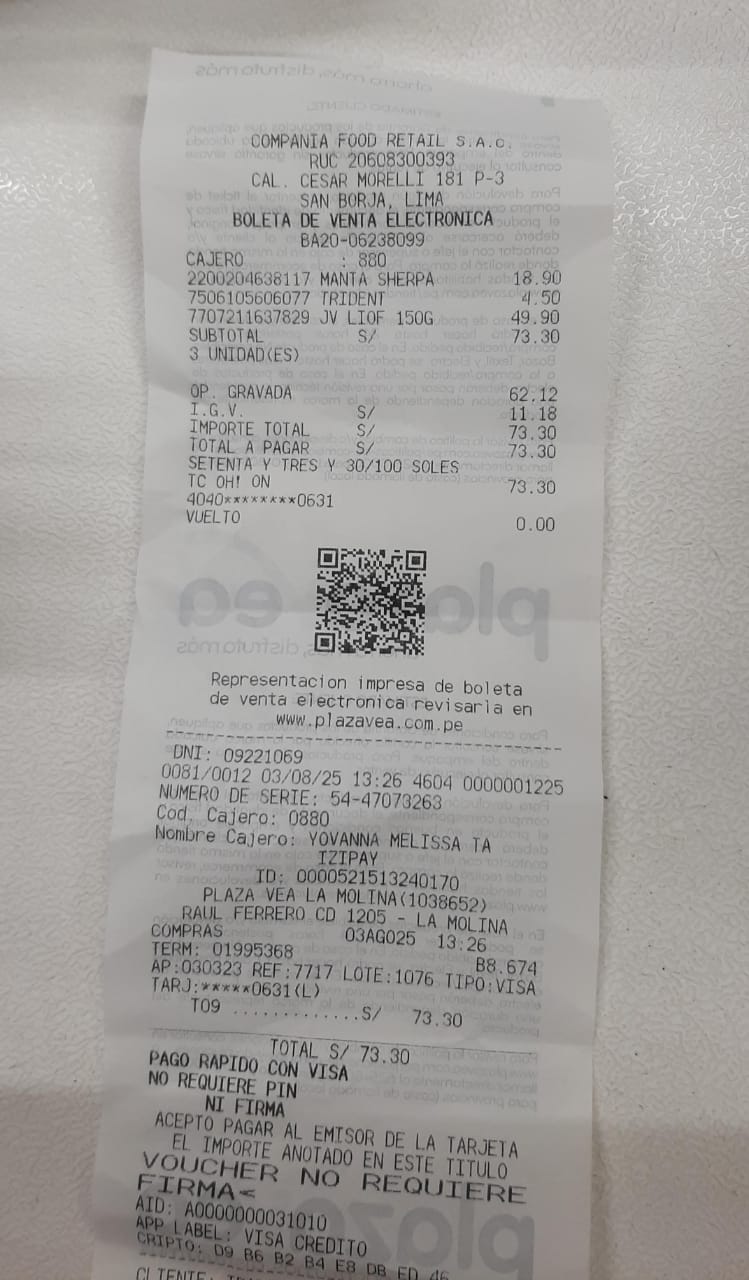 COMPANIA FOOD RETAIL S.A.C.
RUC 20608300393
CAL. CESAR MORELLI 181 P-3
SAN BORJA, LIMA
BOLETA DE VENTA ELECTRONICA
BA20-06238099
CAJERO : 880
2200204638117 MANTA SHERPA 18.90
7506105606077 TRIDENT 4.50
7707211637829 JV LIOF 150G 49.90
SUBTOTAL S/ 73.30
3 UNIDAD(ES)
OP. GRAVADA 62.12
I.G.V. S/ 11.18
IMPORTE TOTAL S/ 73.30
TOTAL A PAGAR S/ 73.30
SETENTA Y TRES Y 30/100 SOLES
TC OH! ON 73.30
4040********0631
VUELTO 0.00
plaza vea
Representacion impresa de boleta
de venta electronica revisarla en
www.plazavea.com.pe
DNI: 09221069
0081/0012 03/08/25 13:26 4604 0000001225
NUMERO DE SERIE: 54-47073263
Cod. Cajero: 0880
Nombre Cajero: YOVANNA MELISSA TA
IZIPAY
ID: 0000521513240170
PLAZA VEA LA MOLINA(1038652)
RAUL FERRERO CD 1205 - LA MOLINA
COMPRAS 03AGO25 13:26
TERM: 01995368 B8.674
AP:030323 REF:7717 LOTE:1076 TIPO:VISA
TARJ:*****0631(L)
T09 .............S/ 73.30
TOTAL S/ 73.30
PAGO RAPIDO CON VISA
NO REQUIERE PIN
NI FIRMA
ACEPTO PAGAR AL EMISOR DE LA TARJETA
EL IMPORTE ANOTADO EN ESTE TITULO
VOUCHER NO REQUIERE
FIRMA<
AID: A0000000031010
APP LABEL: VISA CREDITO
CRIPTO: D9 B6 B2 B4 E8 DB ED 46
CLIENTE: